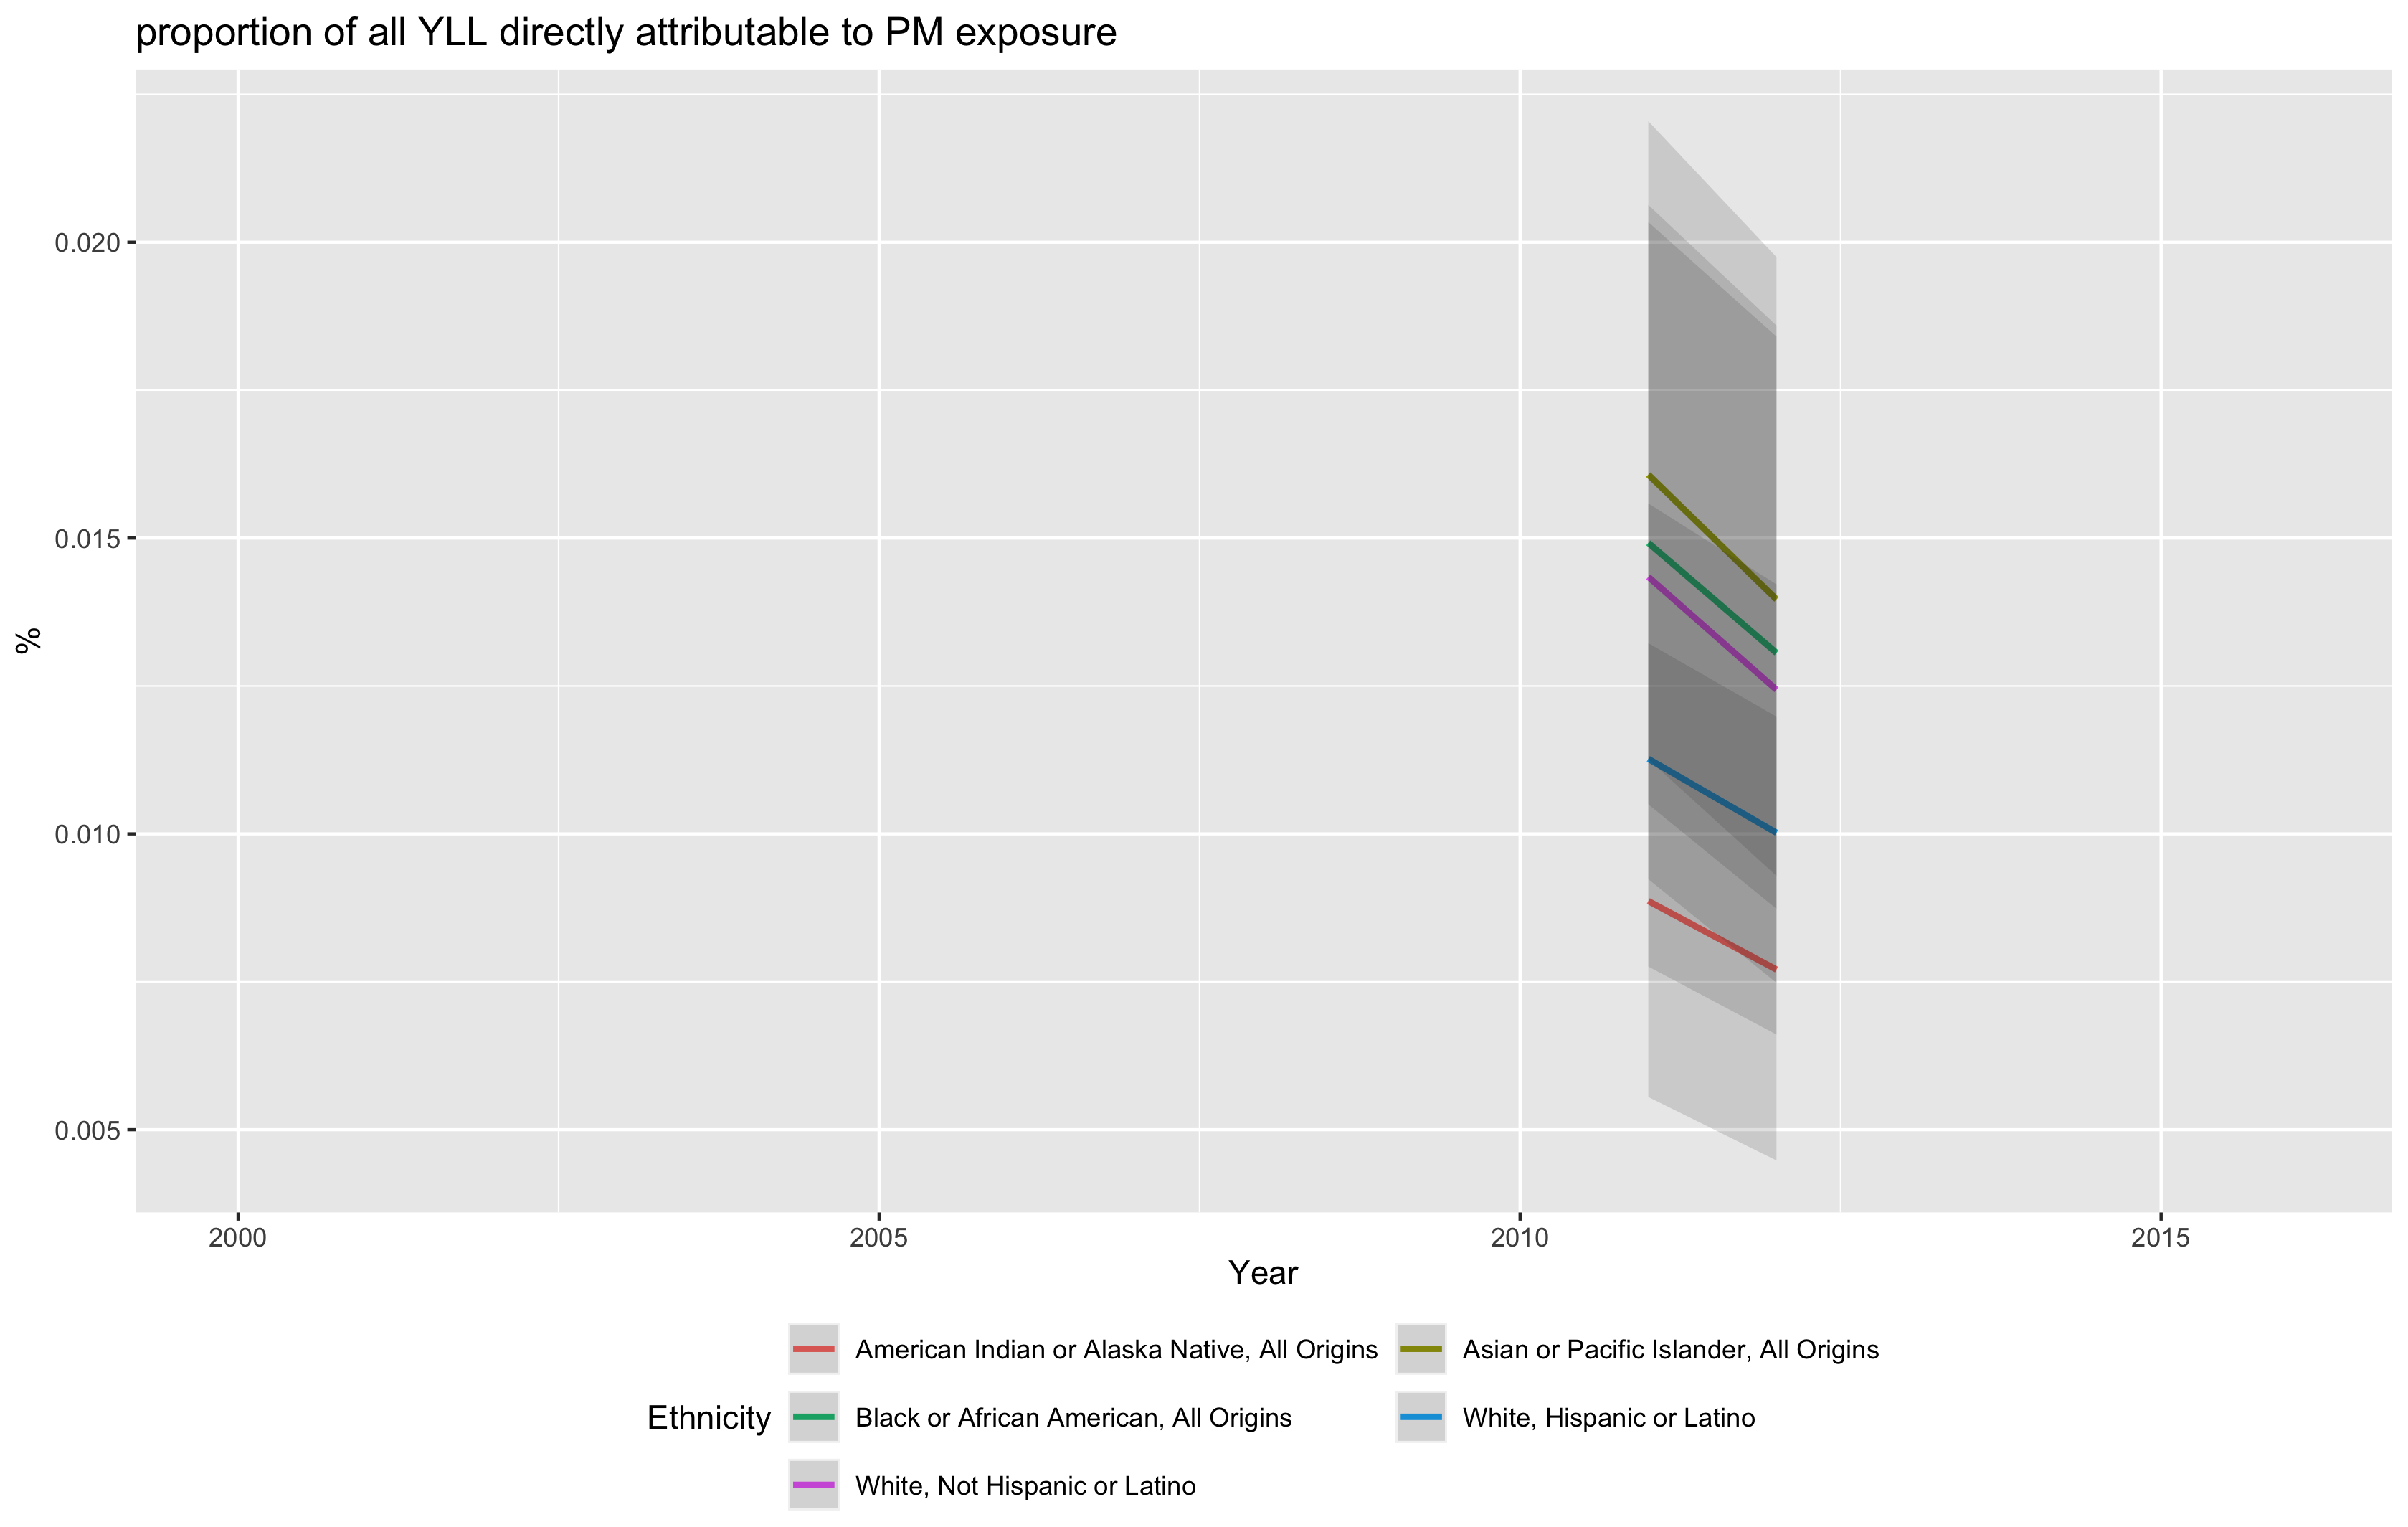 proportion of all YLL directly attributable to PM exposure
%
0.020
0.015
0.010
0.005
2000 2005 2010 2015
Year
Ethnicity
American Indian or Alaska Native, All Origins
Asian or Pacific Islander, All Origins
Black or African American, All Origins
White, Hispanic or Latino
White, Not Hispanic or Latino